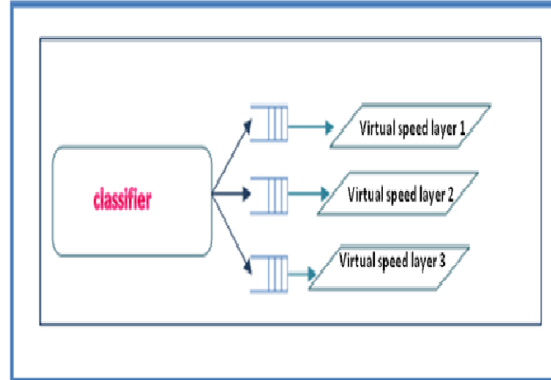 Virtual speed layer 1
classifier
Virtual speed layer 2
Virtual speed layer 3